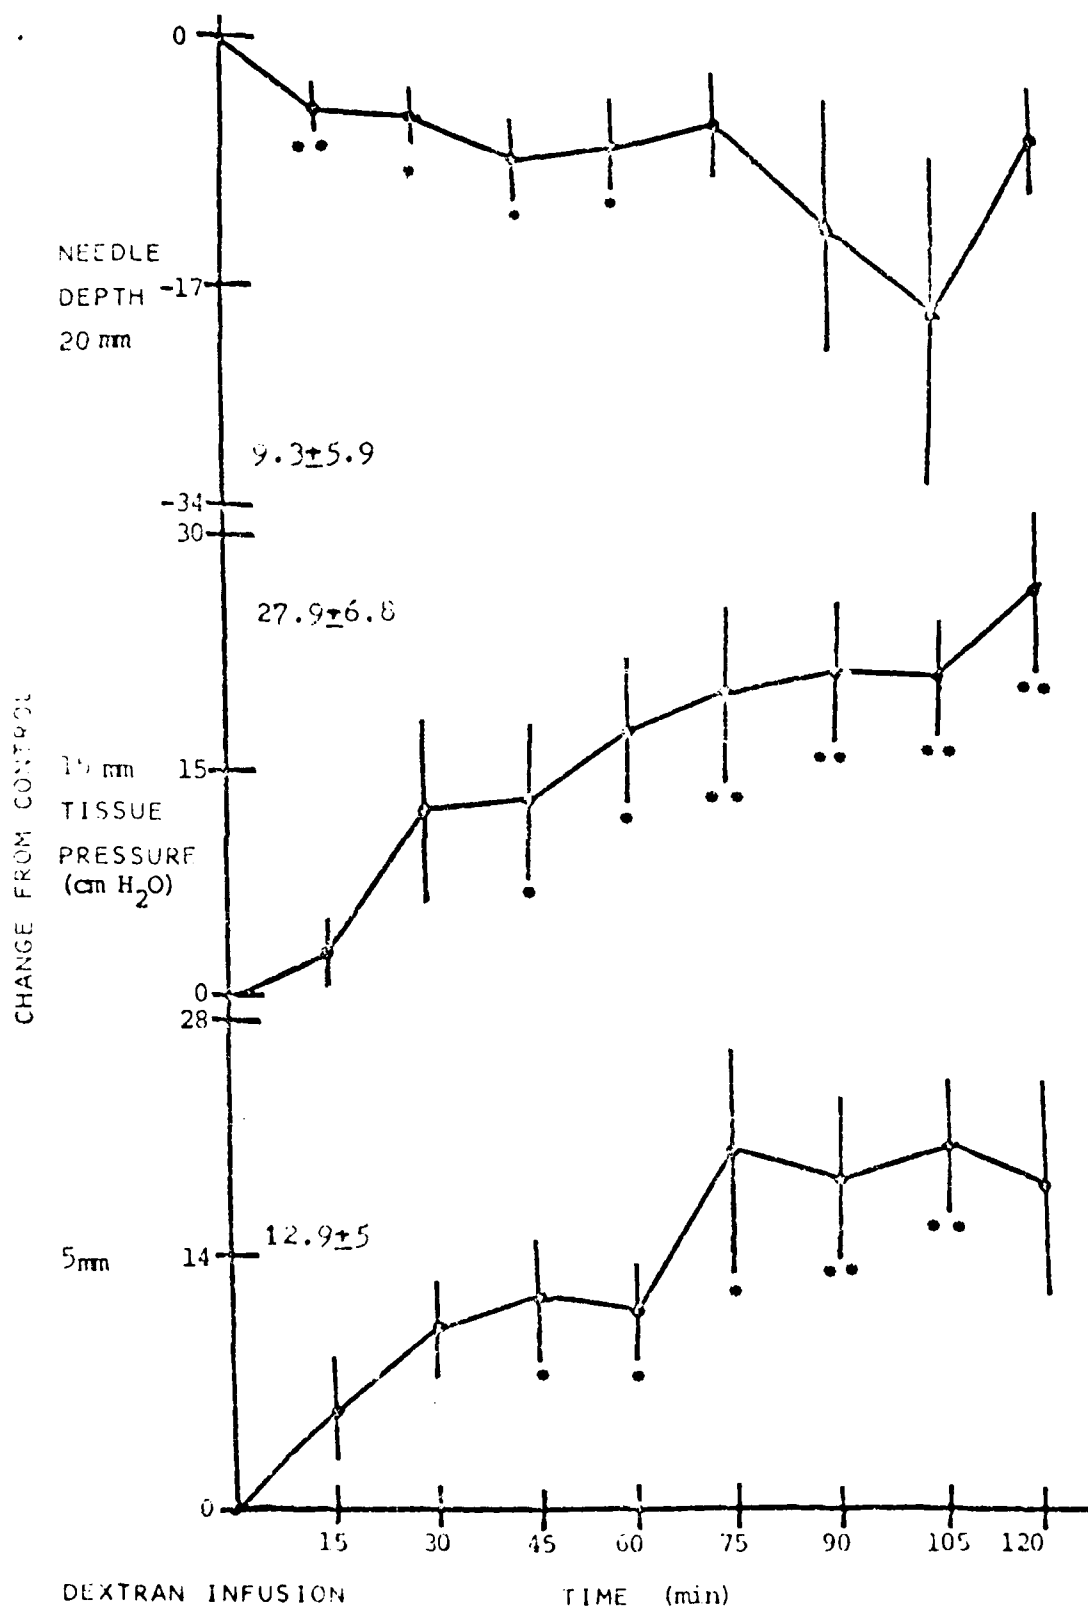 0
NEEDLE
DEPTH
20 mm
-17
9.3±5.9
-34
30
27.9±6.8
CHANGE FROM CONTROL
15 mm
15
TISSUE
PRESSURE
(cm H2O)
0
28
12.9±5
5mm
14
0
15 30 45 60 75 90 105 120
DEXTRAN INFUSION TIME (min)